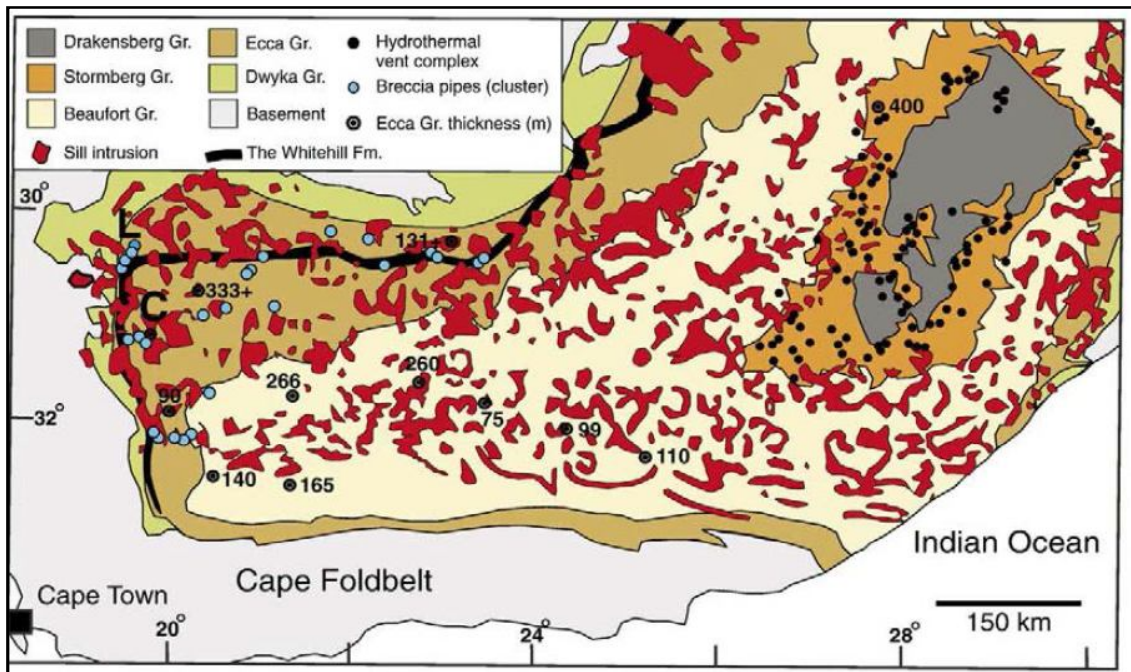 Drakensberg Gr.
Stormberg Gr.
Beaufort Gr.
Sill intrusion
Ecca Gr.
Dwyka Gr.
Basement
The Whitehill Fm.
Hydrothermal
vent complex
Breccia pipes (cluster)
Ecca Gr. thickness (m)
400
30°
L
131+
333+
C
260
266
90
75
32°
99
110
140
165
Indian Ocean
Cape Foldbelt
Cape Town
150 km
20°
24°
28°